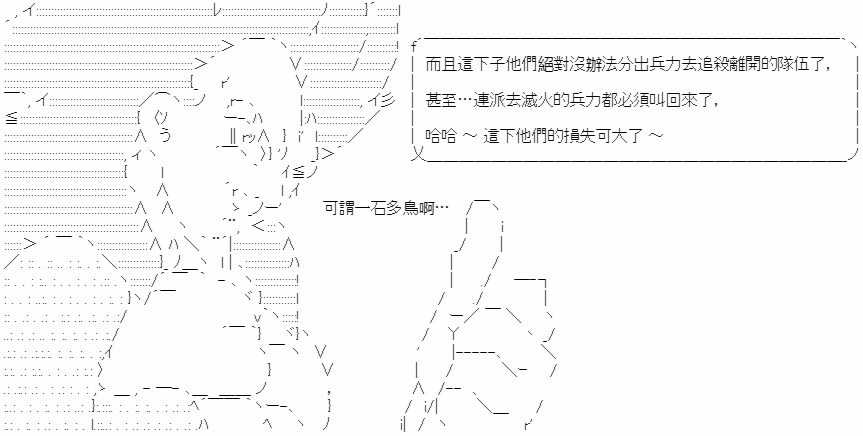 而且這下子他們絕對沒辦法分出兵力去追殺離開的隊伍了，
甚至…連派去滅火的兵力都必須叫回來了，
哈哈 ～ 這下他們的損失可大了 ～
可謂一石多鳥啊…